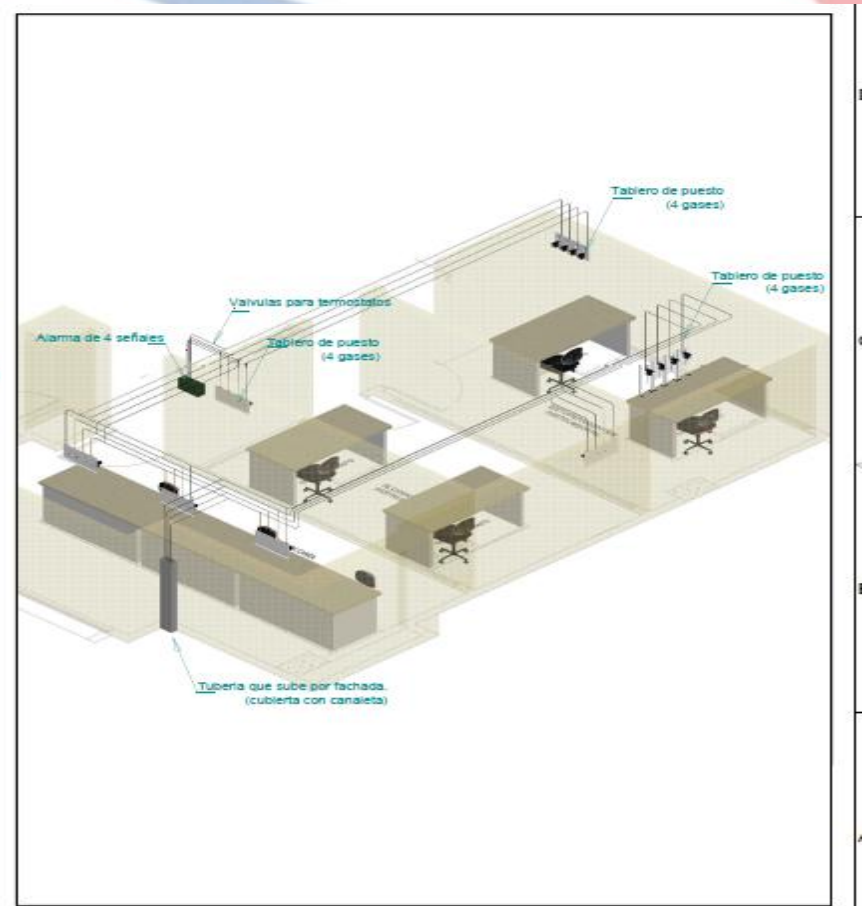 Tablero de puesto
(4 gases)
Tablero de puesto
(4 gases)
Valvulas para termostatos
Alarma de 4 señales
Tablero de puesto
(4 gases)
Tuberia que sube por fachada.
(cubierta con canaleta)